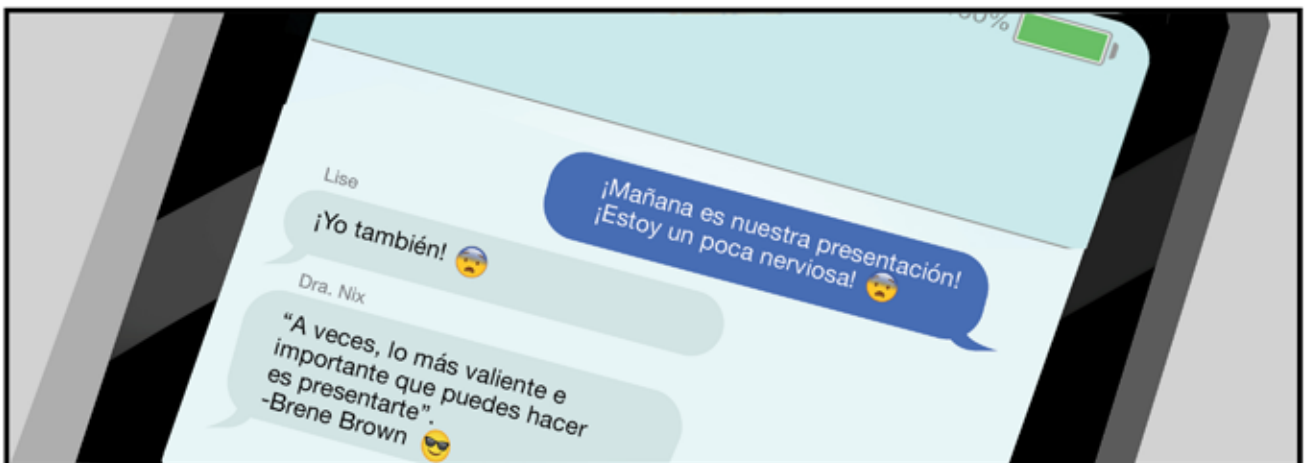 ¡Mañana es nuestra presentación!
¡Estoy un poca nerviosa! 😨
Lise
¡Yo también! 😨
Dra. Nix
“A veces, lo más valiente e
importante que puedes hacer
es presentarte”.
-Brene Brown 😎